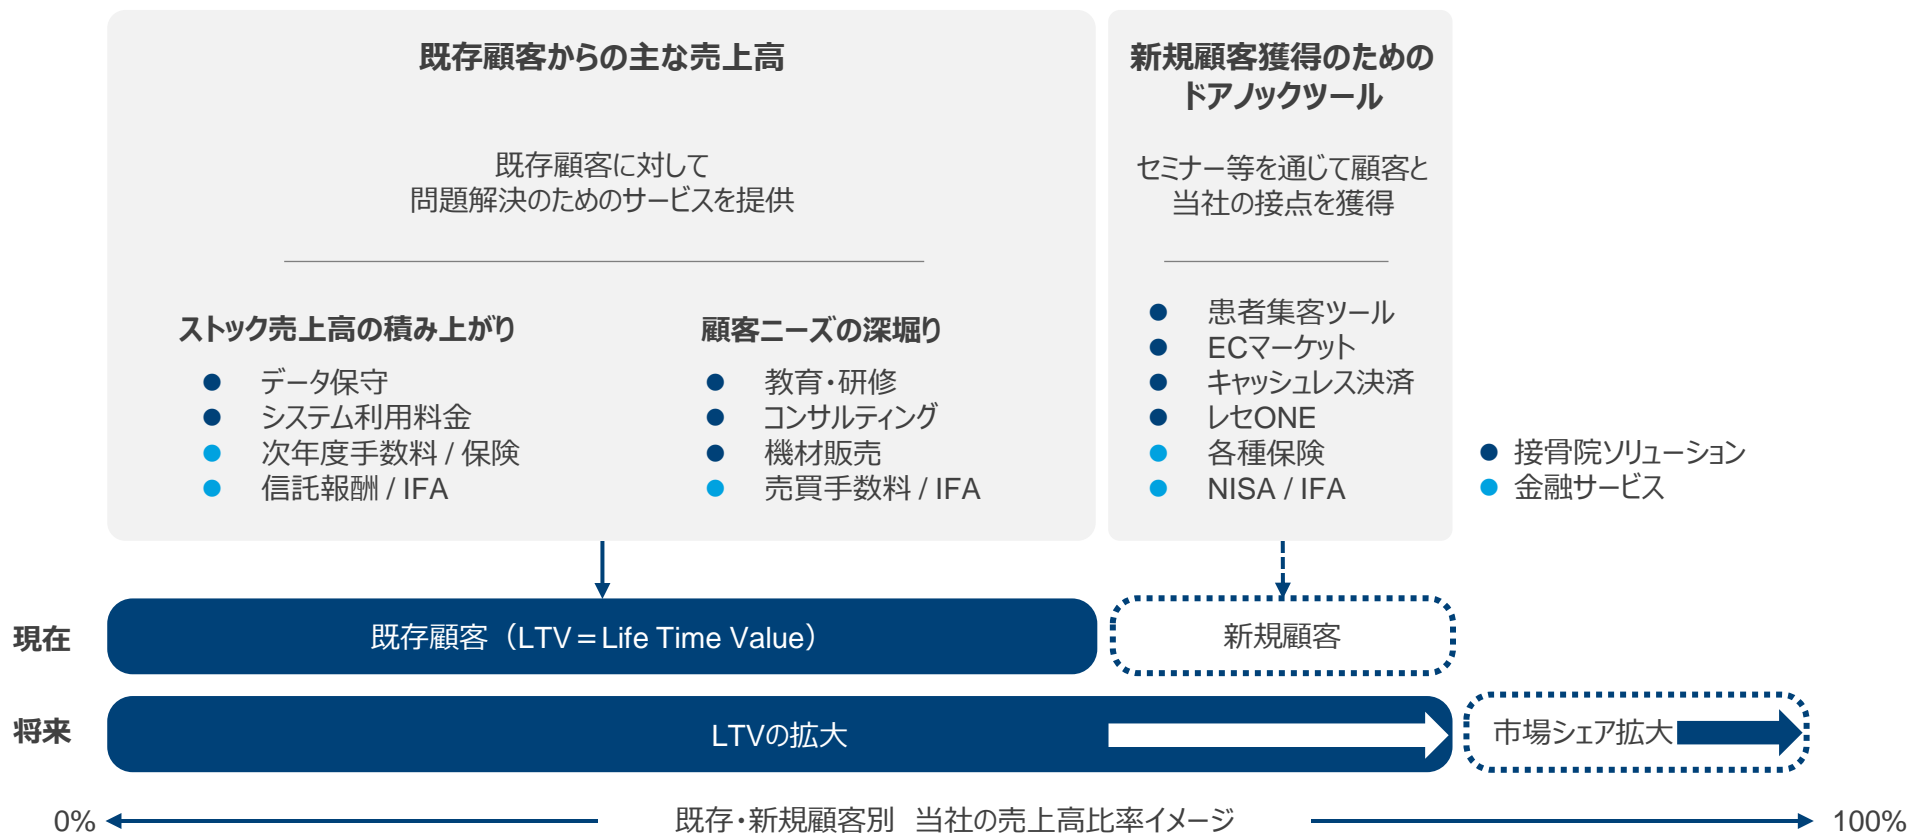 既存顧客からの主な売上高
既存顧客に対して
問題解決のためのサービスを提供
ストック売上高の積み上がり
データ保守
システム利用料金
次年度手数料 / 保険
信託報酬 / IFA
顧客ニーズの深堀り
教育・研修
コンサルティング
機材販売
売買手数料 / IFA
新規顧客獲得のための
ドアノックツール
セミナー等を通じて顧客と
当社の接点を獲得
患者集客ツール
ECマーケット
キャッシュレス決済
レセONE
各種保険
NISA / IFA
接骨院ソリューション
金融サービス
現在
既存顧客（LTV＝Life Time Value）
新規顧客
将来
LTVの拡大
市場シェア拡大
0%
既存・新規顧客別 当社の売上高比率イメージ
100%